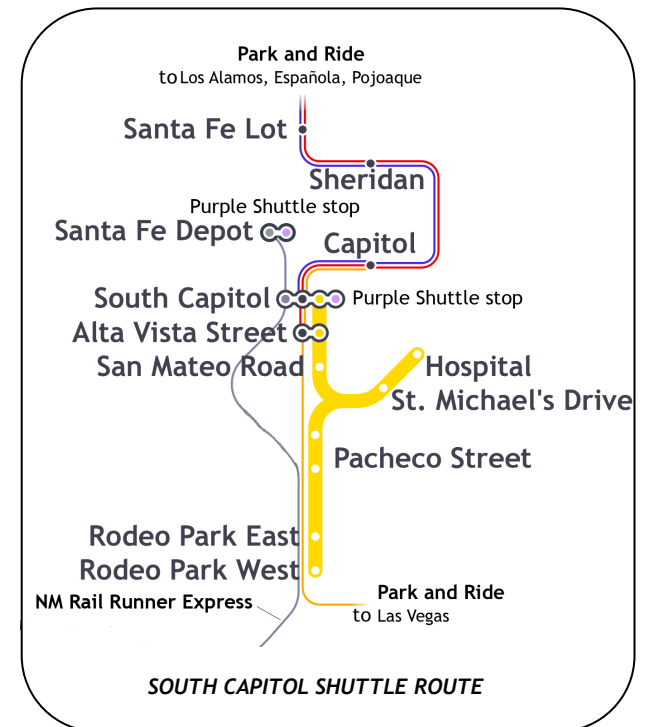 Park and Ride
to Los Alamos, Española, Pojoaque
Santa Fe Lot
Sheridan
Purple Shuttle stop
Santa Fe Depot
Capitol
South Capitol
Purple Shuttle stop
Alta Vista Street
San Mateo Road
Hospital
St. Michael's Drive
Pacheco Street
Rodeo Park East
Rodeo Park West
Park and Ride
to Las Vegas
NM Rail Runner Express
SOUTH CAPITOL SHUTTLE ROUTE